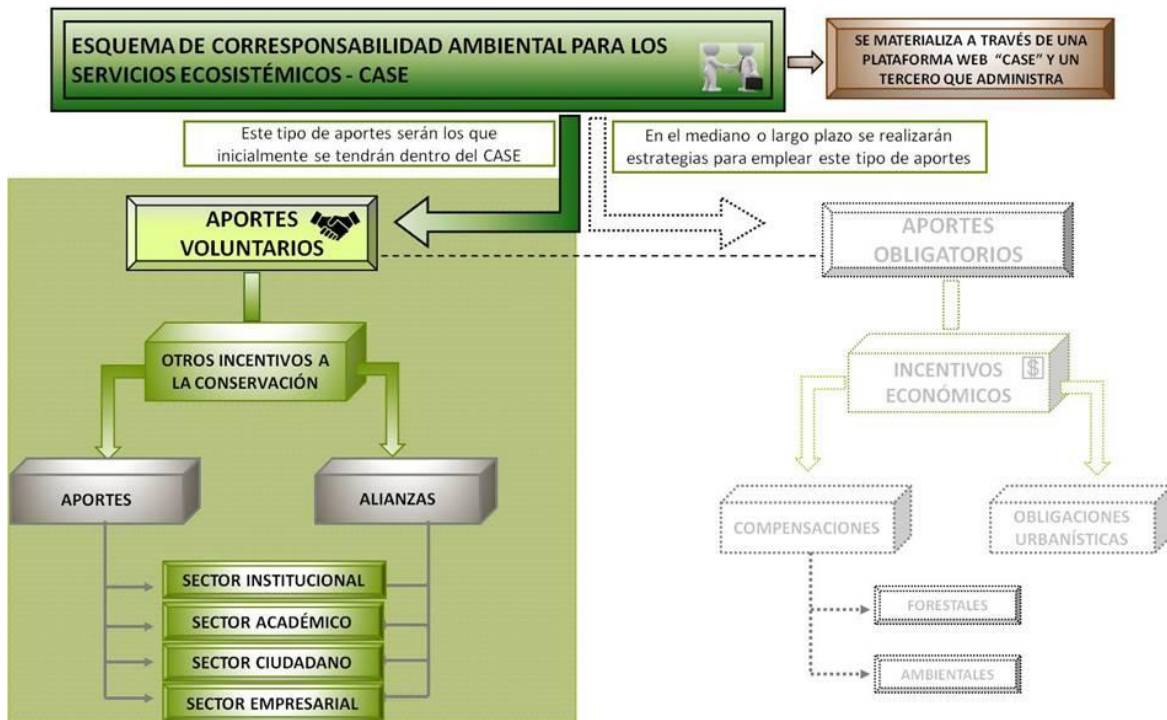 ESQUEMA DE CORRESPONSABILIDAD AMBIENTAL PARA LOS
SERVICIOS ECOSISTÉMICOS - CASE
SE MATERIALIZA A TRAVÉS DE UNA
PLATAFORMA WEB "CASE" Y UN
TERCERO QUE ADMINISTRA
Este tipo de aportes serán los que
inicialmente se tendrán dentro del CASE
En el mediano o largo plazo se realizarán
estrategias para emplear este tipo de aportes
APORTES
VOLUNTARIOS
APORTES
OBLIGATORIOS
OTROS INCENTIVOS A
LA CONSERVACIÓN
INCENTIVOS
ECONÓMICOS
$
APORTES
ALIANZAS
COMPENSACIONES
OBLIGACIONES
URBANÍSTICAS
SECTOR INSTITUCIONAL
SECTOR ACADÉMICO
SECTOR CIUDADANO
SECTOR EMPRESARIAL
FORESTALES
AMBIENTALES